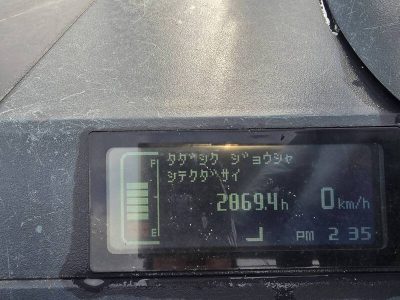 F
タダシク ジョウシャ
シテクダサイ
2869.4h 0km/h
E
PM 2 35